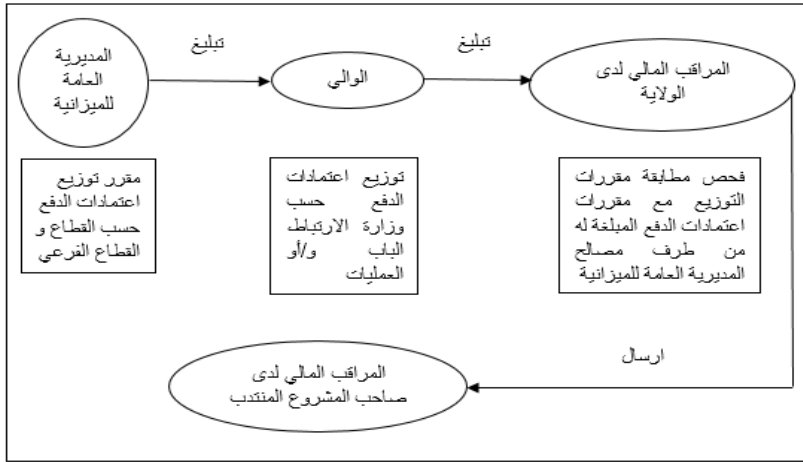 المديرية
العامة
للميزانية
تبليغ
الوالي
تبليغ
المراقب المالي لدى
الولاية
مقرر توزيع
اعتمادات الدفع
حسب القطاع و
القطاع الفرعي
توزيع اعتمادات
الدفع حسب
وزارة الارتباط،
الباب و/أو
العمليات
فحص مطابقة مقررات
التوزيع مع مقررات
اعتمادات الدفع المبلغة له
من طرف مصالح
المديرية العامة للميزانية
ارسال
المراقب المالي لدى
صاحب المشروع المنتدب